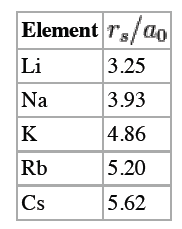 Element r_s/a_0
Li 3.25
Na 3.93
K 4.86
Rb 5.20
Cs 5.62